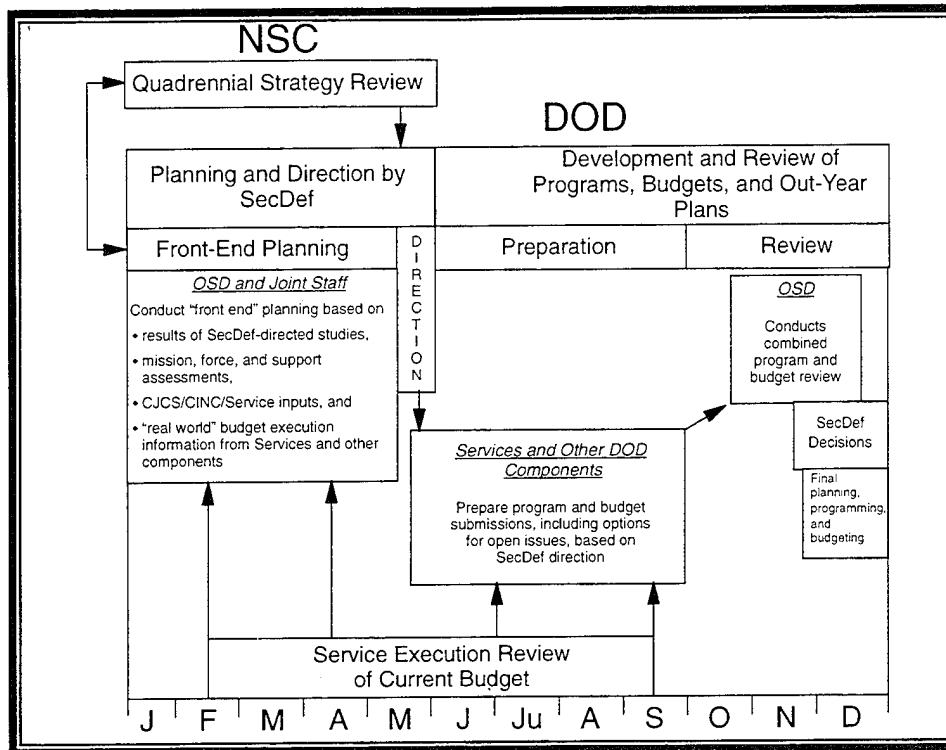 NSC
Quadrennial Strategy Review
DOD
Planning and Direction by
SecDef
Development and Review of
Programs, Budgets, and Out-Year
Plans
Front-End Planning
DIRECTION
Preparation
Review
OSD and Joint Staff
Conduct "front end" planning based on
• results of SecDef-directed studies,
• mission, force, and support
assessments,
• CJCS/CINC/Service inputs, and
• "real world" budget execution
information from Services and other
components
OSD
Conducts
combined
program and
budget review
SecDef
Decisions
Final
planning,
programming,
and
budgeting
Services and Other DOD
Components
Prepare program and budget
submissions, including options
for open issues, based on
SecDef direction
Service Execution Review
of Current Budget
J F M A M J Ju A S O N D